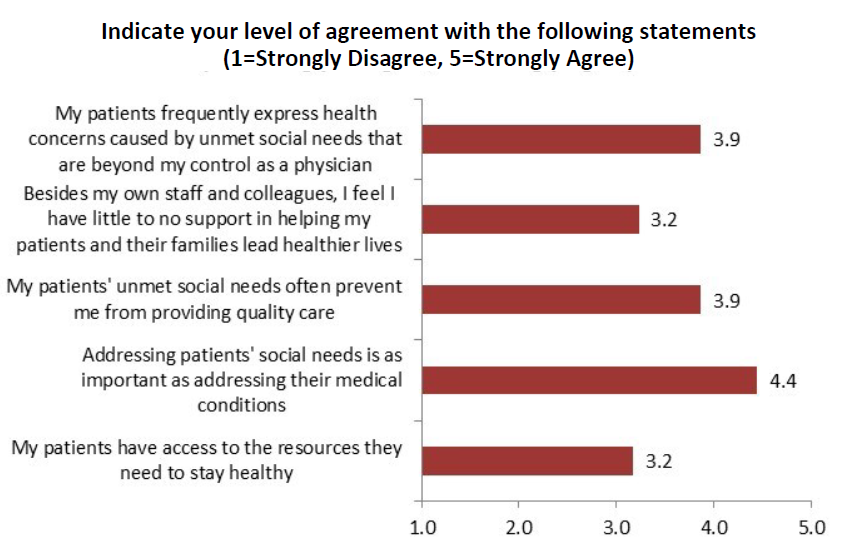 Indicate your level of agreement with the following statements
(1=Strongly Disagree, 5=Strongly Agree)
My patients frequently express health
concerns caused by unmet social needs that
are beyond my control as a physician
3.9
Besides my own staff and colleagues, I feel I
have little to no support in helping my
patients and their families lead healthier lives
3.2
My patients' unmet social needs often prevent
me from providing quality care
3.9
Addressing patients' social needs is as
important as addressing their medical
conditions
4.4
My patients have access to the resources they
need to stay healthy
3.2
1.0 2.0 3.0 4.0 5.0